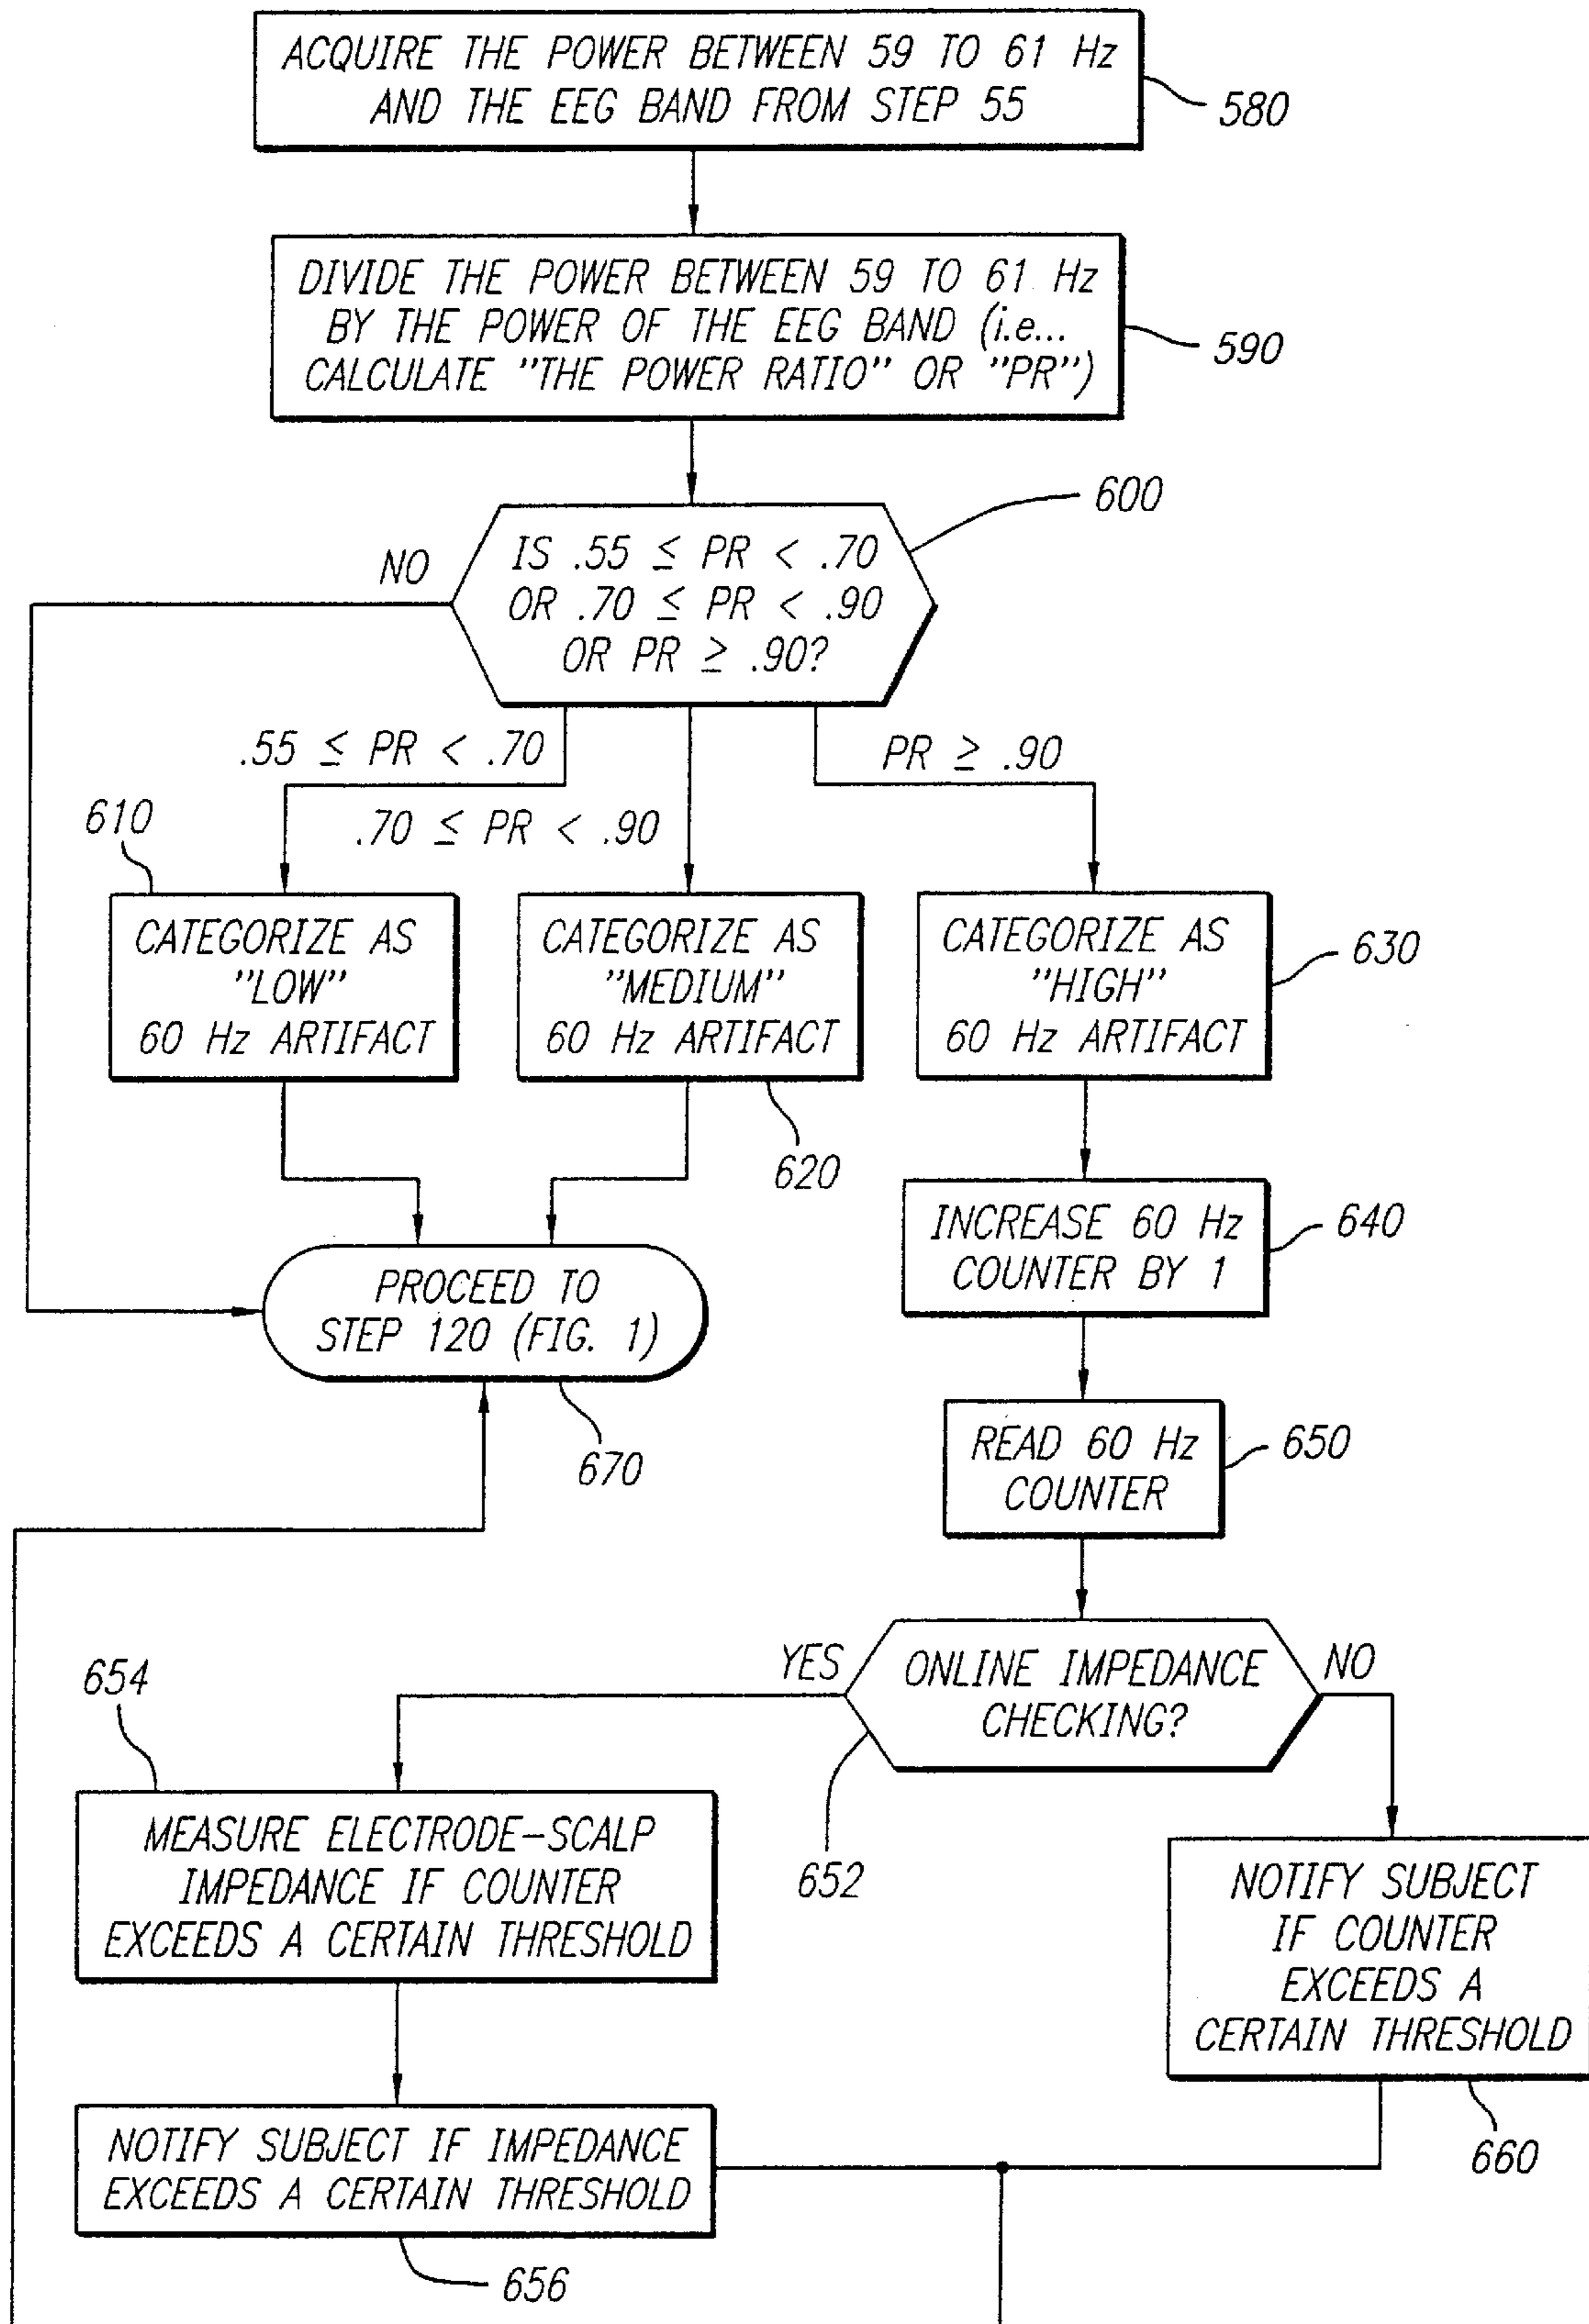 ACQUIRE THE POWER BETWEEN 59 TO 61 Hz
AND THE EEG BAND FROM STEP 55
580
DIVIDE THE POWER BETWEEN 59 TO 61 Hz
BY THE POWER OF THE EEG BAND (i.e...
CALCULATE "THE POWER RATIO" OR "PR")
590
600
NO
IS .55 ≤ PR < .70
OR .70 ≤ PR < .90
OR PR ≥ .90?
.55 ≤ PR < .70
PR ≥ .90
.70 ≤ PR < .90
610
CATEGORIZE AS
"LOW"
60 Hz ARTIFACT
CATEGORIZE AS
"MEDIUM"
60 Hz ARTIFACT
620
CATEGORIZE AS
"HIGH"
60 Hz ARTIFACT
630
INCREASE 60 Hz
COUNTER BY 1
640
PROCEED TO
STEP 120 (FIG. 1)
670
READ 60 Hz
COUNTER
650
YES
ONLINE IMPEDANCE
CHECKING?
NO
652
654
MEASURE ELECTRODE-SCALP
IMPEDANCE IF COUNTER
EXCEEDS A CERTAIN THRESHOLD
NOTIFY SUBJECT
IF COUNTER
EXCEEDS A
CERTAIN THRESHOLD
660
NOTIFY SUBJECT IF IMPEDANCE
EXCEEDS A CERTAIN THRESHOLD
656